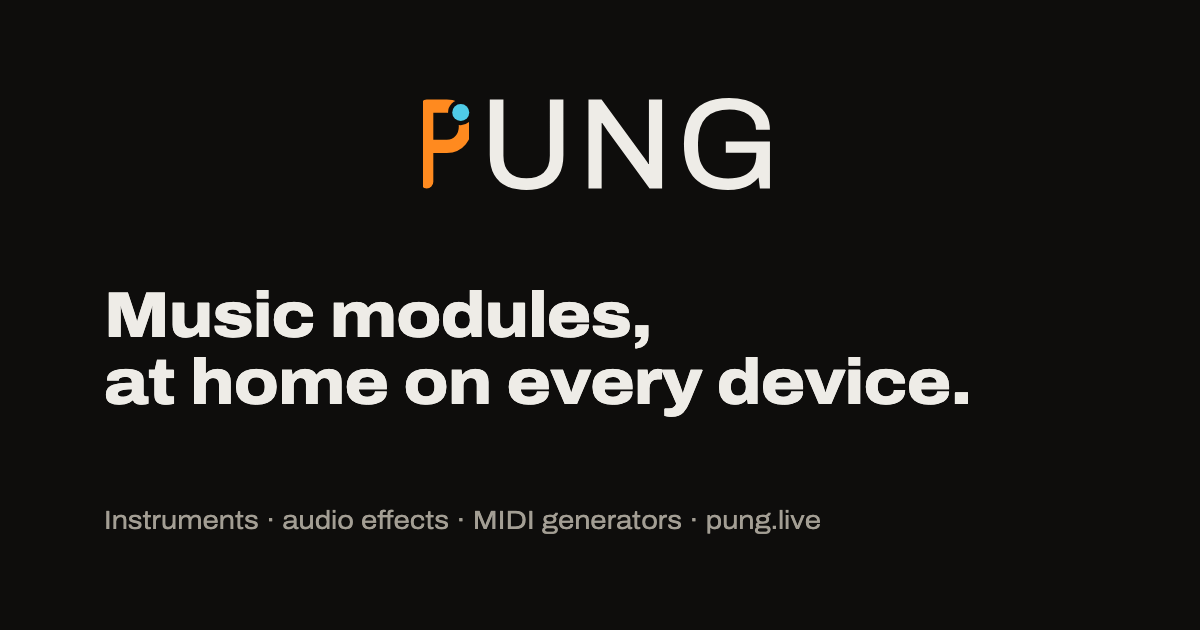 PUNG
Music modules,
at home on every device.
Instruments · audio effects · MIDI generators · pung.live